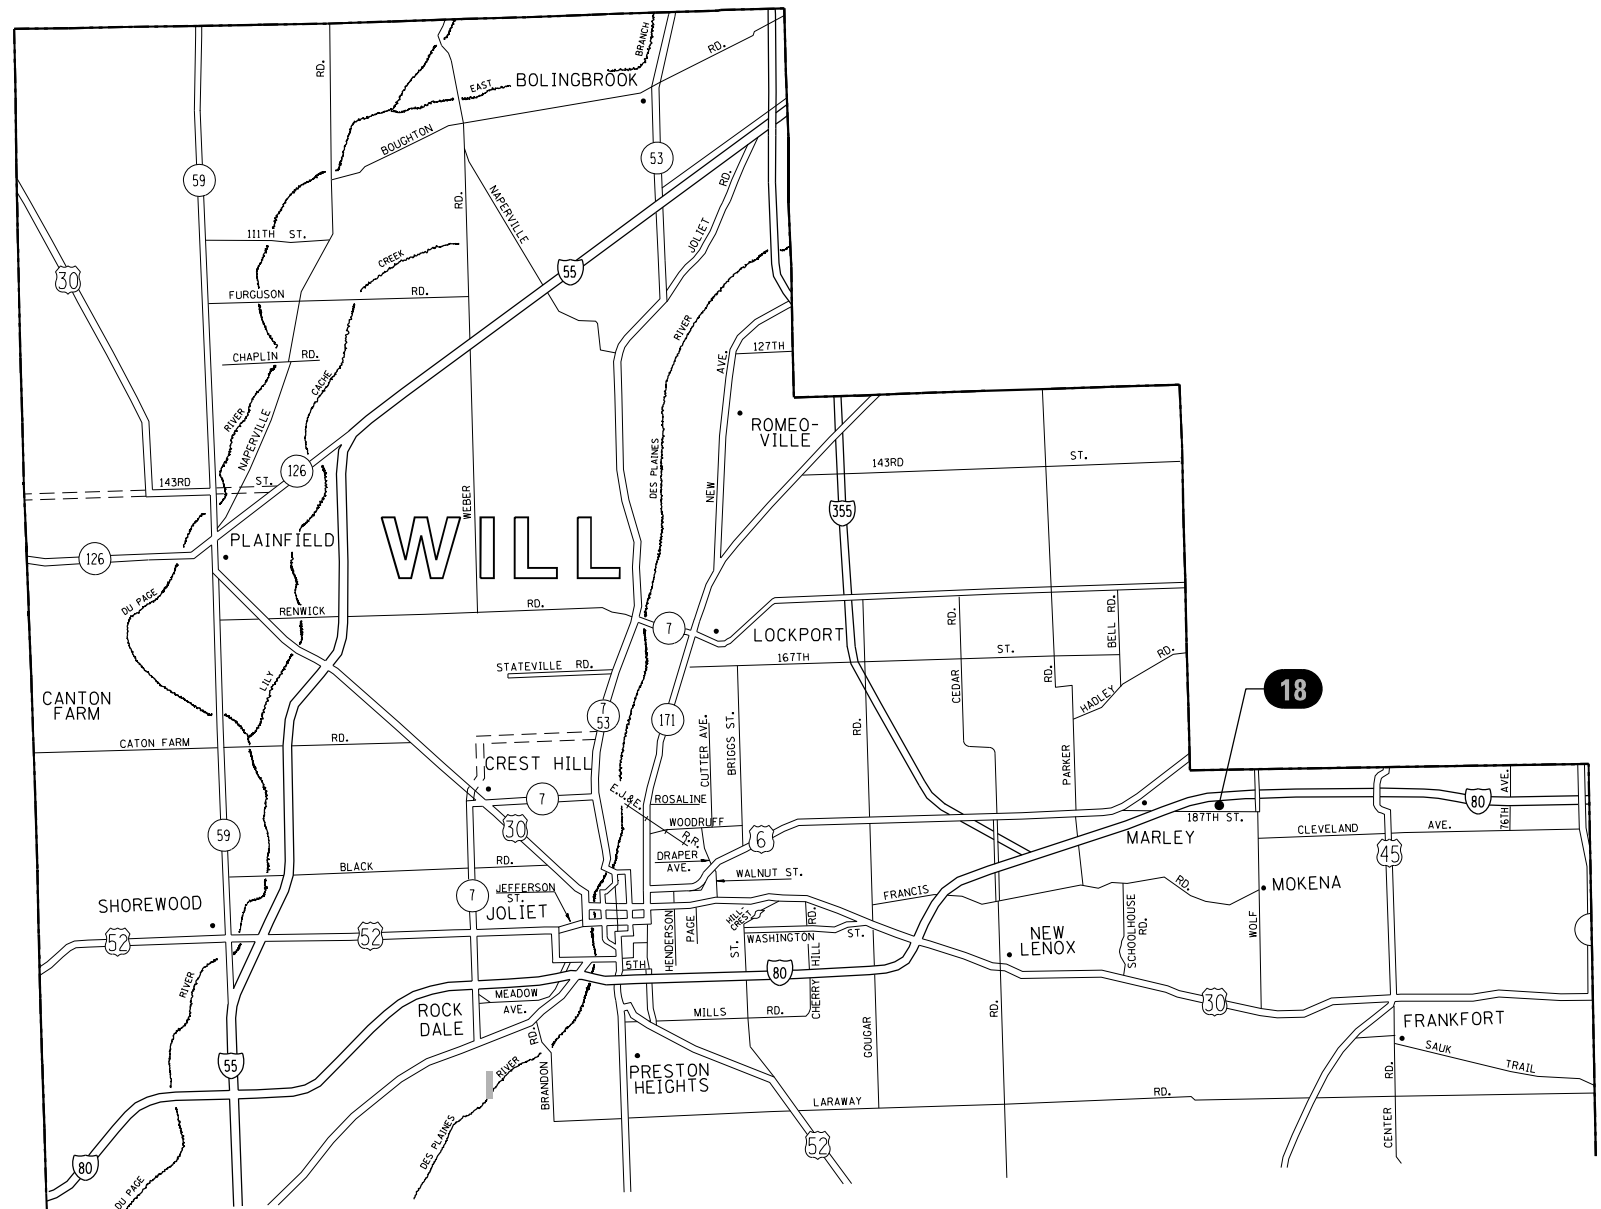 BRANCH
RD.
RD.
EAST
BOLINGBROOK
BOUGHTON
53
59
RD.
RD.
NAPERVILLE
JOLIET
111TH ST.
CREEK
55
30
FURGUSON RD.
RIVER
127TH
AVE.
CHAPLIN RD.
CACHE
RIVER
NAPERVILLE
ROMEO-
VILLE
DES PLAINES
143RD ST.
126
143RD ST.
NEW
WEBER
355
WILL
PLAINFIELD
126
DU PAGE
RENWICK RD.
7
LOCKPORT
RD.
BELL RD.
167TH ST.
RD.
STATEVILLE RD.
LILY
CEDAR
RD.
HADLEY
18
CANTON
FARM
7
53
171
CUTTER AVE.
BRIGGS ST.
RD.
CATON FARM RD.
PARKER
CREST HILL
E.J.&E.
R.R.
7
ROSALINE
76TH AVE.
80
187TH ST.
WOODRUFF
30
59
6
MARLEY
CLEVELAND AVE.
45
DRAPER
AVE.
BLACK RD.
WALNUT ST.
7
JEFFERSON
ST.
FRANCIS
RD.
MOKENA
SHOREWOOD
JOLIET
HENDERSON
PAGE
HILL-
CREST
RD.
SCHOOLHOUSE
RD.
WOLF
52
52
ST.
WASHINGTON ST.
NEW
LENOX
5TH
80
CHERRY HILL
RIVER
MEADOW
AVE.
30
ROCK
DALE
MILLS RD.
RD.
RD.
GOUGAR
FRANKFORT
SAUK TRAIL
55
RIVER
BRANDON
PRESTON
HEIGHTS
RD.
LARAWAY RD.
CENTER
DES PLAINES
52
80
DU PAGE